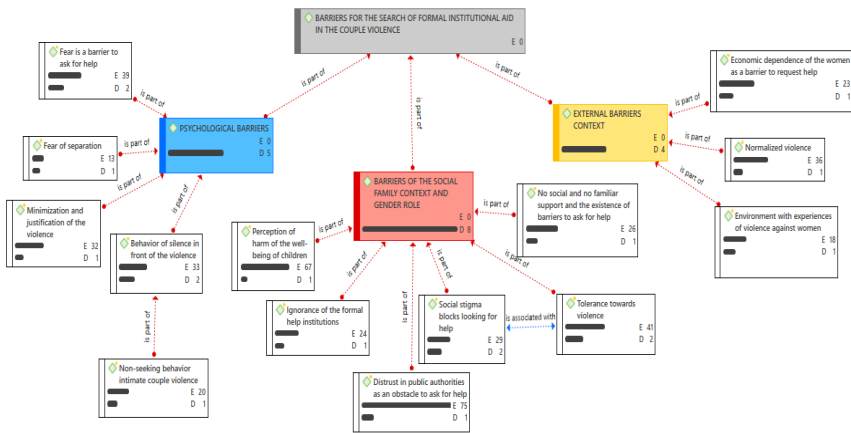 BARRIERS FOR THE SEARCH OF FORMAL INSTITUTIONAL AID
IN THE COUPLE VIOLENCE
E 0
Fear is a barrier to
ask for help
E 39
D 2
is part of
is part of
is part of
is part of
Economic dependence of the women
as a barrier to request help
E 23
D 1
is part of
PSYCHOLOGICAL BARRIERS
E 0
D 5
EXTERNAL BARRIERS
CONTEXT
E 0
D 4
is part of
Normalized violence
E 36
D 1
is part of
Fear of separation
E 13
D 1
is part of
is part of
BARRIERS OF THE SOCIAL
FAMILY CONTEXT AND
GENDER ROLE
E 0
D 8
is part of
No social and no familiar
support and the existence of
barriers to ask for help
E 26
D 1
Environment with experiences
of violence against women
E 18
D 1
Minimization and
justification of the
violence
E 32
D 1
is part of
Behavior of silence in
front of the violence
E 33
D 2
Perception of
harm of the well-
being of children
E 67
D 1
is part of
is part of
is part of
is part of
is part of
Ignorance of the formal
help institutions
E 24
D 1
Social stigma
blocks looking for
help
E 29
D 2
is associated with
Tolerance towards
violence
E 41
D 2
is part of
Non-seeking behavior
intimate couple violence
E 20
D 1
Distrust in public authorities
as an obstacle to ask for help
E 75
D 1